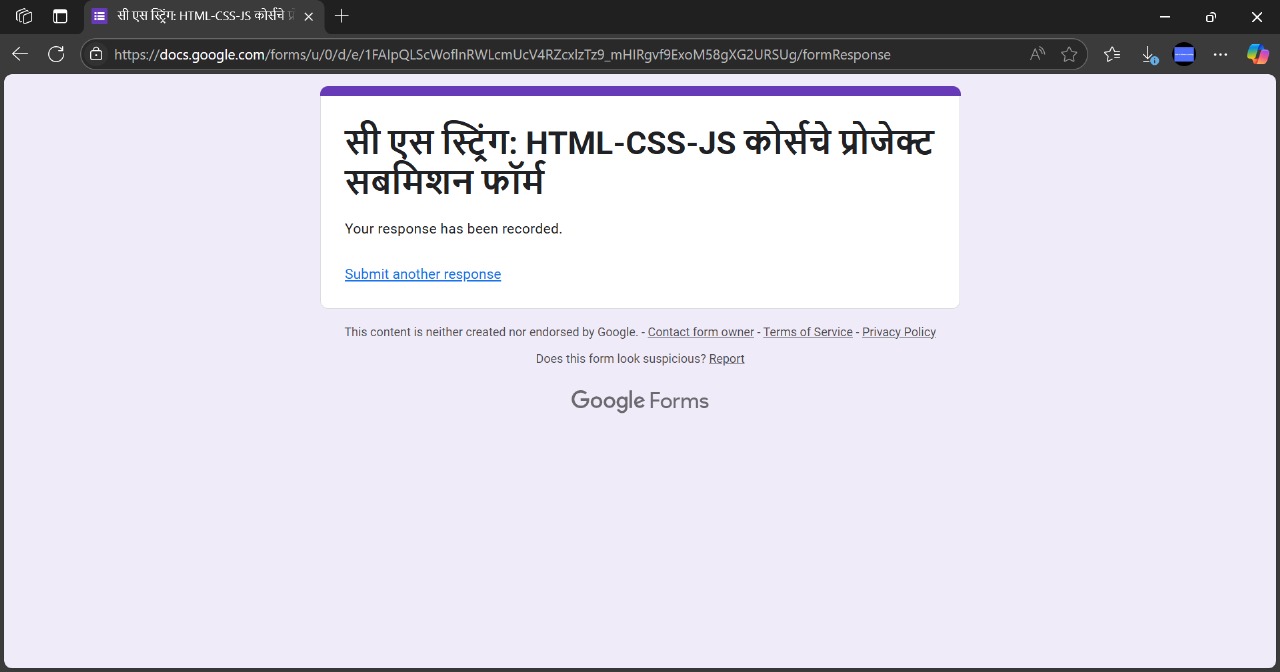 सी एस स्ट्रिंग: HTML-CSS-JS कोर्सचे
https://docs.google.com/forms/u/0/d/e/1FAIpQLScWoflnRWLcmUcV4RZcxIzTz9_mHIRgvf9ExoM58gXG2URSUg/formResponse
सी एस स्ट्रिंग: HTML-CSS-JS कोर्सचे प्रोजेक्ट
सबमिशन फॉर्म
Your response has been recorded.
Submit another response
This content is neither created nor endorsed by Google. - Contact form owner - Terms of Service - Privacy Policy
Does this form look suspicious? Report
Google Forms